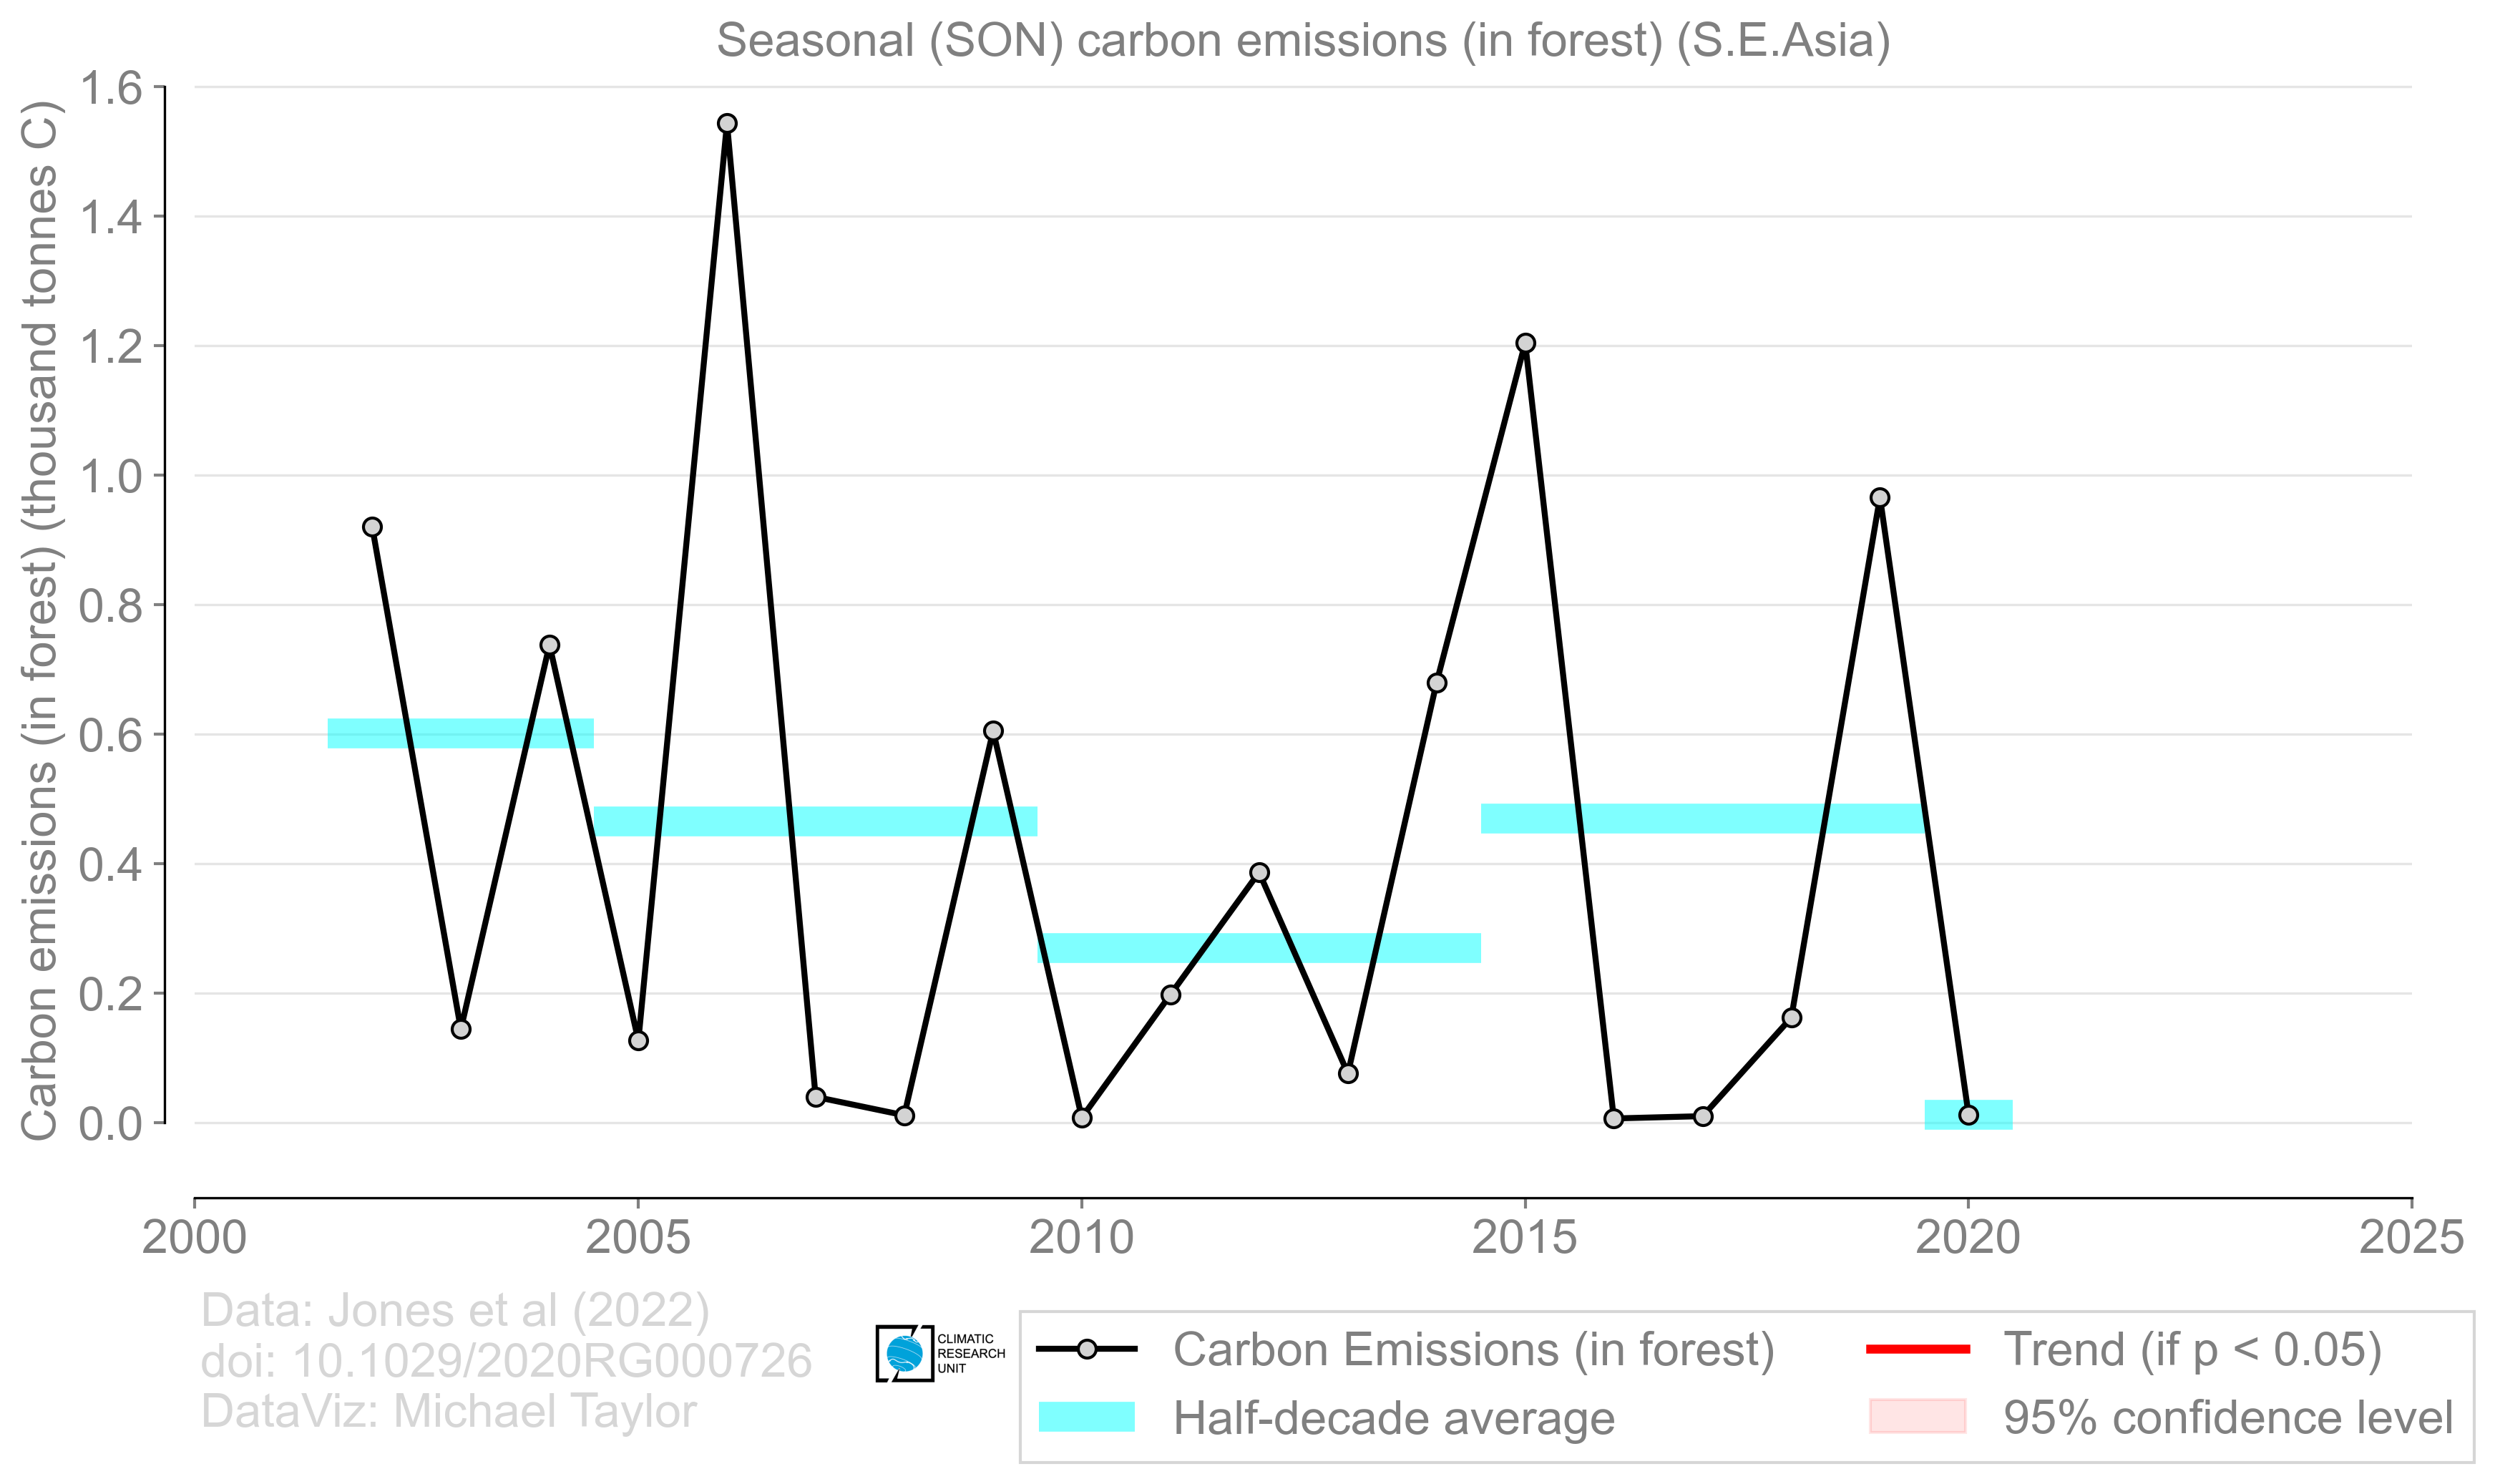 Seasonal (SON) carbon emissions (in forest) (S.E.Asia)
Carbon emissions (in forest) (thousand tonnes C)
1.6
1.4
1.2
1.0
0.8
0.6
0.4
0.2
0.0
2000 2005 2010 2015 2020 2025
Data: Jones et al (2022)
doi: 10.1029/2020RG000726
DataViz: Michael Taylor
CLIMATIC
RESEARCH
UNIT
Carbon Emissions (in forest)
Half-decade average
Trend (if p < 0.05)
95% confidence level